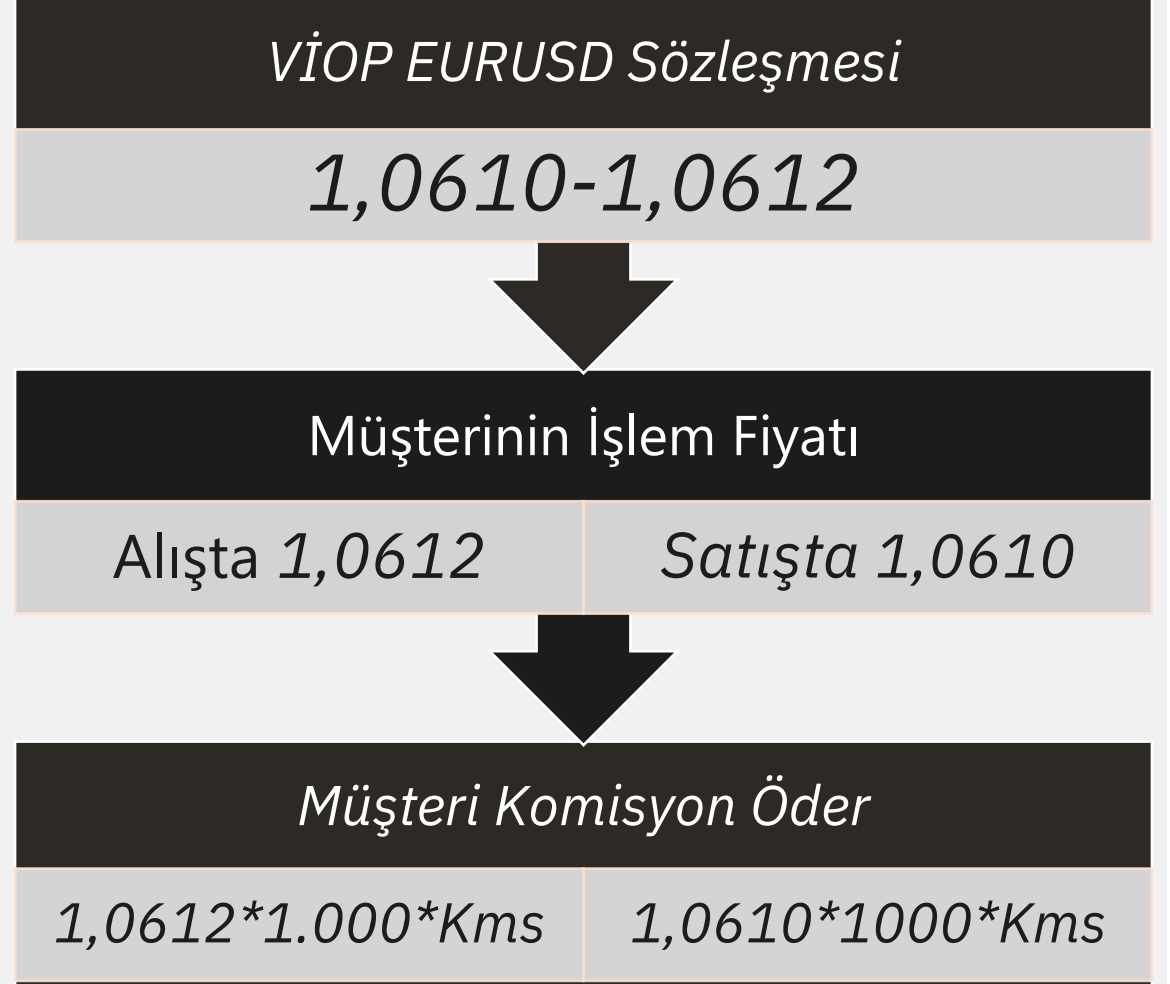 VİOP EURUSD Sözleşmesi
1,0610-1,0612
Müşterinin İşlem Fiyatı
Alışta 1,0612
Satışta 1,0610
Müşteri Komisyon Öder
1,0612*1.000*Kms
1,0610*1000*Kms